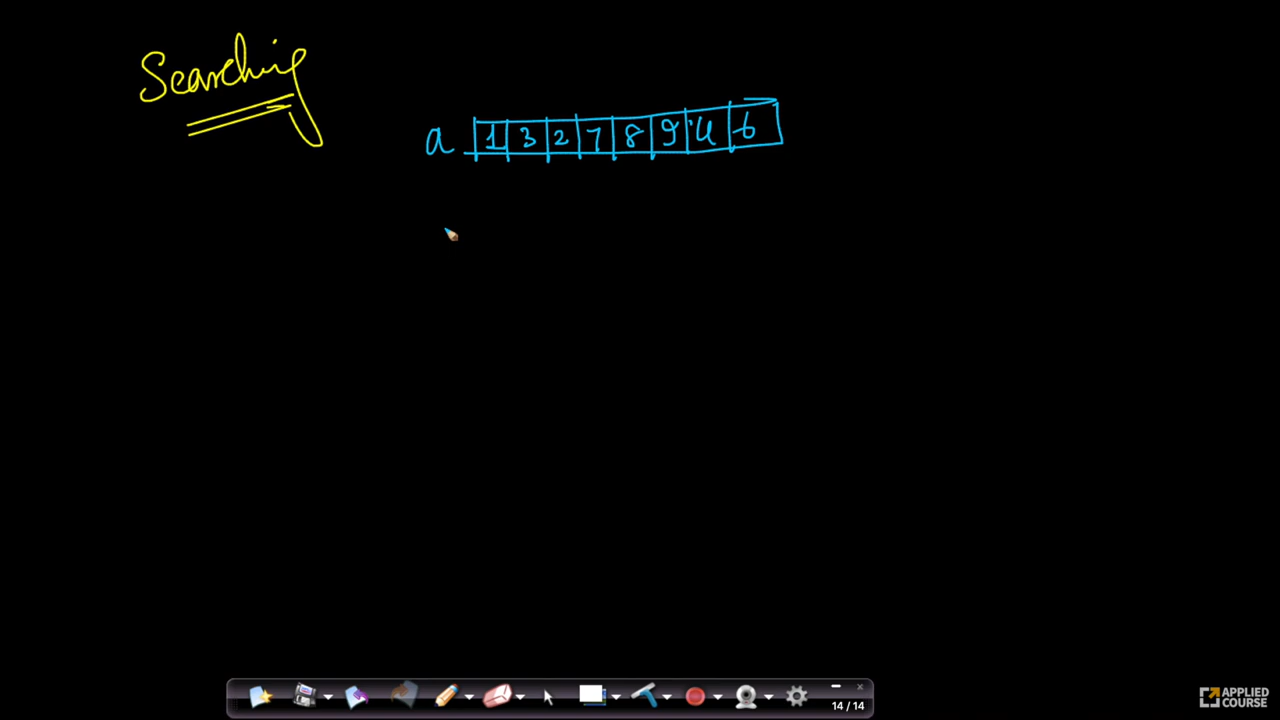 Searching
a 1 3 2 7 8 9 4 6
14 / 14
APPLIED
COURSE